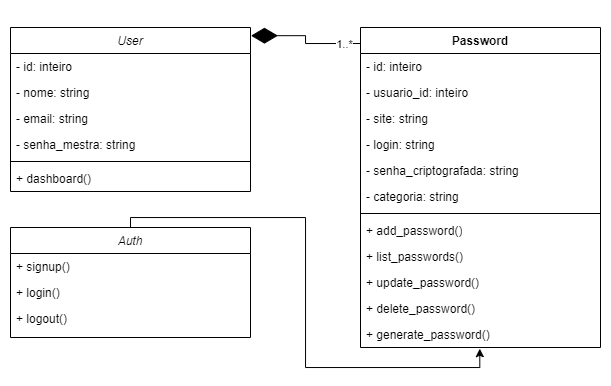 User
- id: inteiro
- nome: string
- email: string
- senha_mestra: string
+ dashboard()
1..*
Password
- id: inteiro
- usuario_id: inteiro
- site: string
- login: string
- senha_criptografada: string
- categoria: string
+ add_password()
+ list_passwords()
+ update_password()
+ delete_password()
+ generate_password()
Auth
+ signup()
+ login()
+ logout()